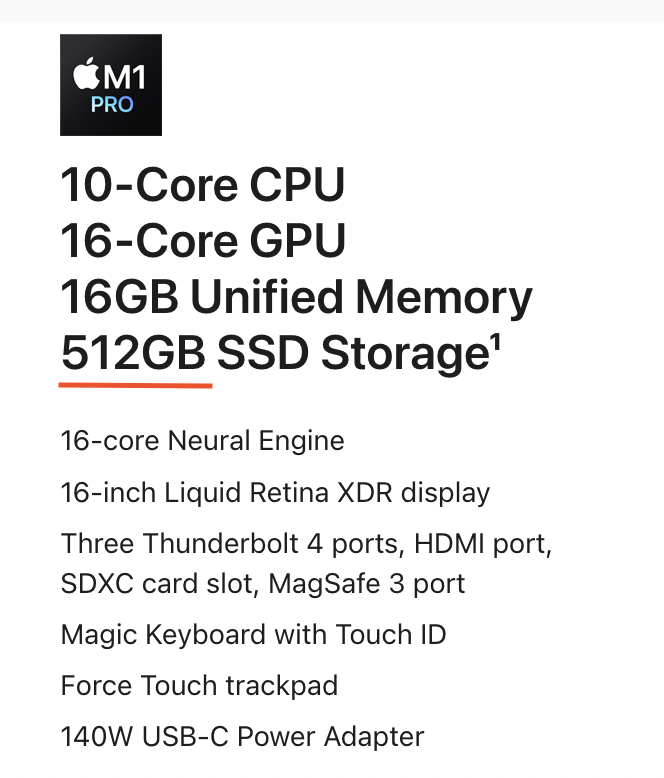 M1
PRO
10-Core CPU
16-Core GPU
16GB Unified Memory
512GB SSD Storage¹
16-core Neural Engine
16-inch Liquid Retina XDR display
Three Thunderbolt 4 ports, HDMI port,
SDXC card slot, MagSafe 3 port
Magic Keyboard with Touch ID
Force Touch trackpad
140W USB-C Power Adapter